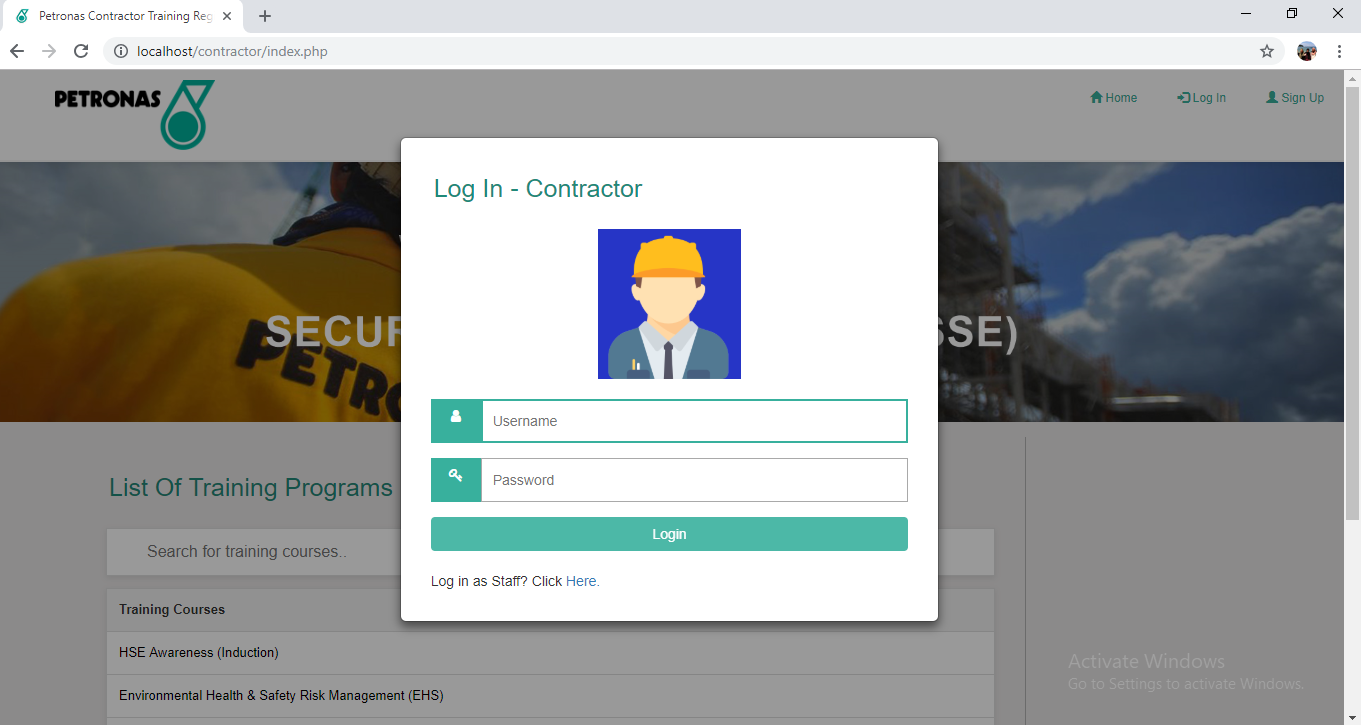 Petronas Contractor Training Reg
localhost/contractor/index.php
PETRONAS
Home
Log In
Sign Up
Log In - Contractor
SECUR
SSE)
PETRO
Username
Password
Login
Log in as Staff? Click Here.
List Of Training Programs
Search for training courses..
Training Courses
HSE Awareness (Induction)
Environmental Health & Safety Risk Management (EHS)
Activate Windows
Go to Settings to activate Windows.